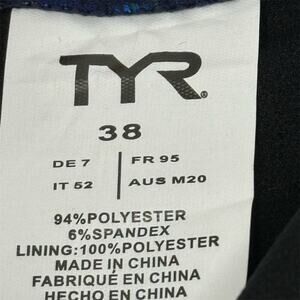 TYR
38
DE 7 | FR 95
IT 52 | AUS M20
94%POLYESTER
6%SPANDEX
LINING:100%POLYESTER
MADE IN CHINA
FABRIQUÉ EN CHINA
HECHO EN CHINA